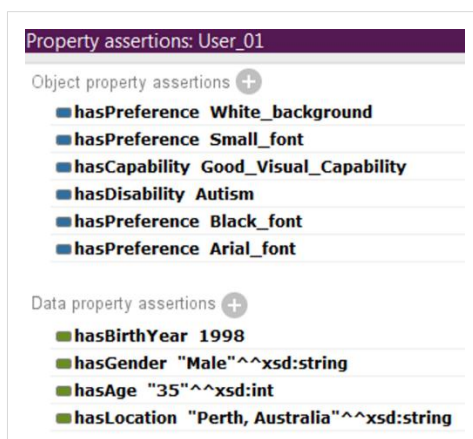 Property assertions: User_01
Object property assertions
hasPreference White_background
hasPreference Small_font
hasCapability Good_Visual_Capability
hasDisability Autism
hasPreference Black_font
hasPreference Arial_font
Data property assertions
hasBirthYear 1998
hasGender "Male"^^xsd:string
hasAge "35"^^xsd:int
hasLocation "Perth, Australia"^^xsd:string